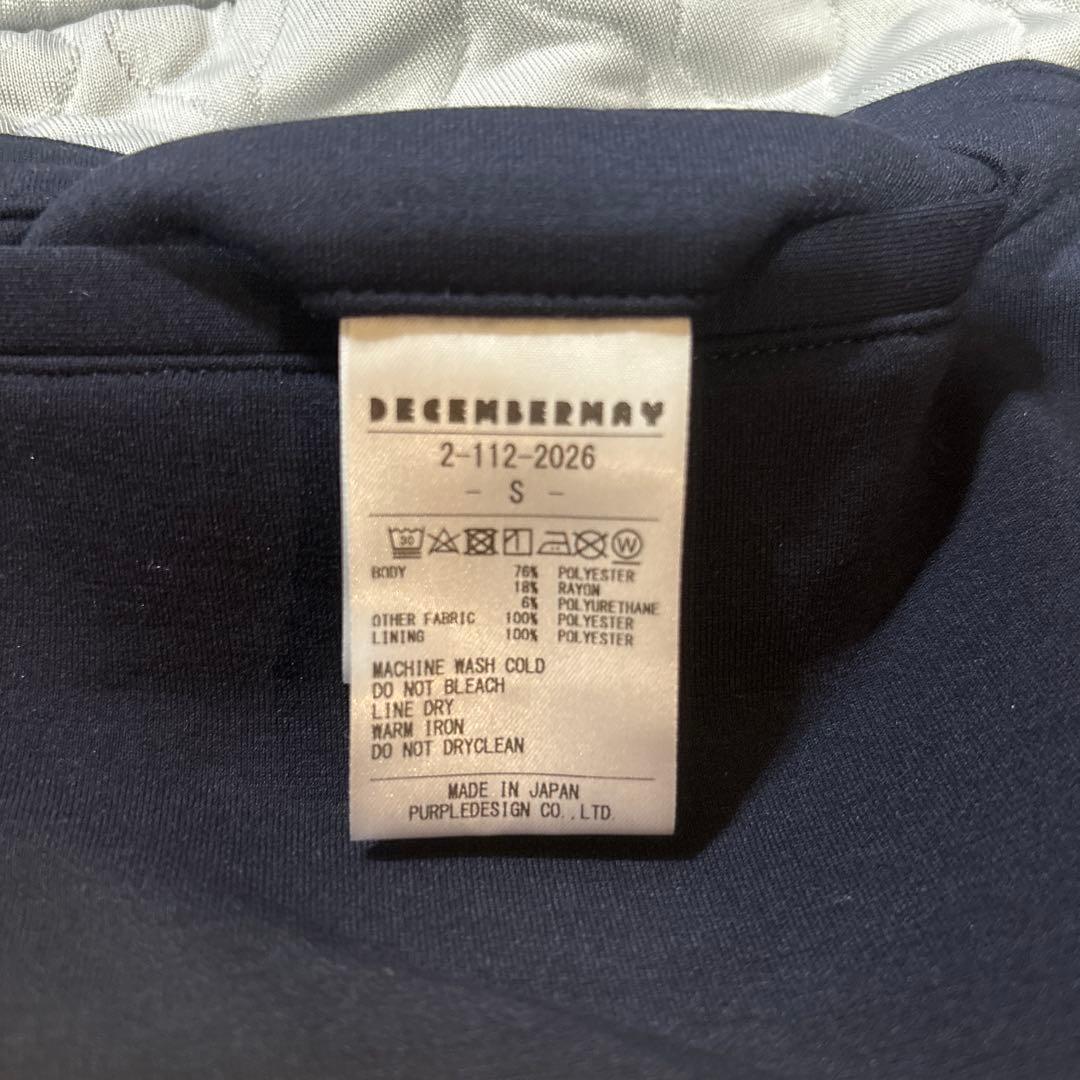 DECEMBERMAY
2-112-2026
- S -
30 W
BODY 76% POLYESTER
18% RAYON
6% POLYURETHANE
OTHER FABRIC 100% POLYESTER
LINING 100% POLYESTER
MACHINE WASH COLD
DO NOT BLEACH
LINE DRY
WARM IRON
DO NOT DRYCLEAN
MADE IN JAPAN
PURPLEDESIGN CO.,LTD.